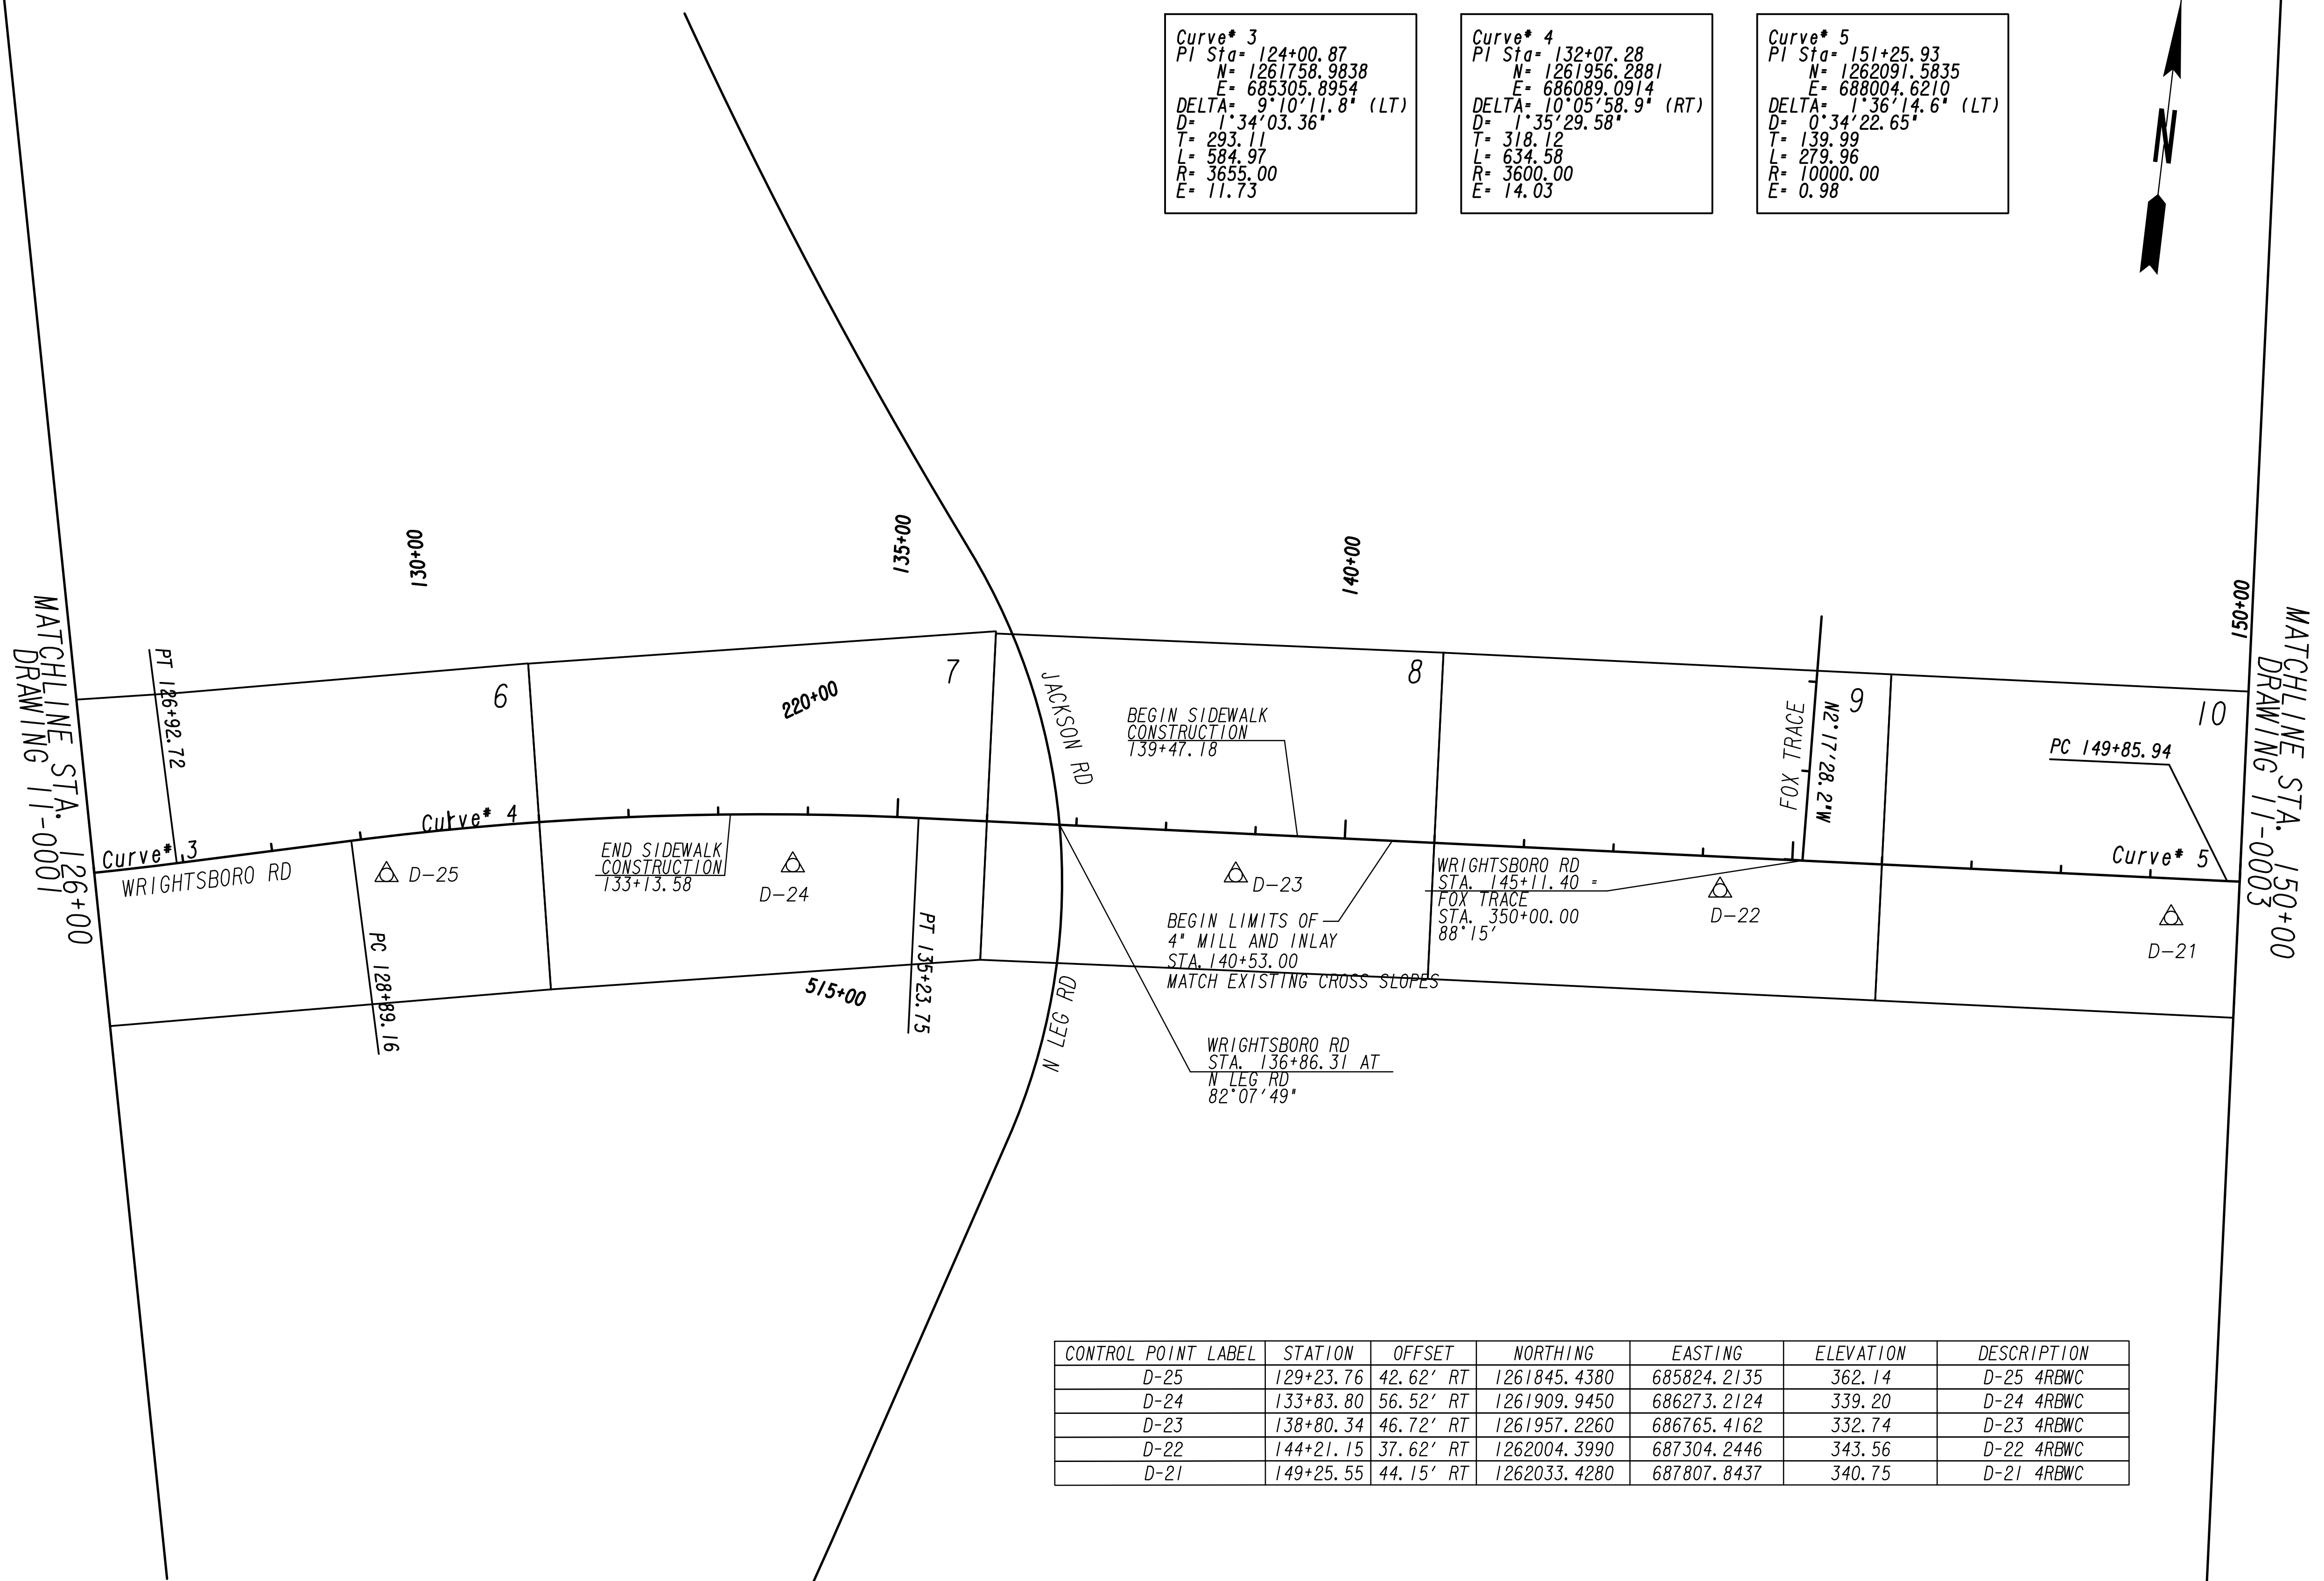 Curve# 3
PI Sta= 124+00.87
N= 1261758.9838
E= 685305.8954
DELTA= 9°10'11.8" (LT)
D= 1°34'03.36"
T= 293.11
L= 584.97
R= 3655.00
E= 11.73
Curve# 4
PI Sta= 132+07.28
N= 1261956.2881
E= 686089.0914
DELTA= 10°05'58.9" (RT)
D= 1°35'29.58"
T= 318.12
L= 634.58
R= 3600.00
E= 14.03
Curve# 5
PI Sta= 151+25.93
N= 1262091.5835
E= 688004.6210
DELTA= 1°36'14.6" (LT)
D= 0°34'22.65"
T= 139.99
L= 279.96
R= 10000.00
E= 0.98
N
130+00
135+00
140+00
150+00
MATCHLINE STA. 126+00
DRAWING 11-0001
MATCHLINE STA. 150+00
DRAWING 11-0003
PT 126+92.72
6
7
8
9
10
220+00
JACKSON RD
BEGIN SIDEWALK
CONSTRUCTION
139+47.18
FOX TRACE
N2°17'28.2"W
PC 149+85.94
Curve# 3
Curve# 4
Curve# 5
WRIGHTSBORO RD
D-25
END SIDEWALK
CONSTRUCTION
133+13.58
D-24
D-23
WRIGHTSBORO RD
STA. 145+11.40 =
FOX TRACE
STA. 350+00.00
88°15'
D-22
D-21
PC 128+89.16
PT 135+23.75
BEGIN LIMITS OF
4" MILL AND INLAY
STA.140+53.00
MATCH EXISTING CROSS SLOPES
515+00
N LEG RD
WRIGHTSBORO RD
STA. 136+86.31 AT
N LEG RD
82°07'49"
CONTROL POINT LABEL STATION OFFSET NORTHING EASTING ELEVATION DESCRIPTION
D-25 129+23.76 42.62' RT 1261845.4380 685824.2135 362.14 D-25 4RBWC
D-24 133+83.80 56.52' RT 1261909.9450 686273.2124 339.20 D-24 4RBWC
D-23 138+80.34 46.72' RT 1261957.2260 686765.4162 332.74 D-23 4RBWC
D-22 144+21.15 37.62' RT 1262004.3990 687304.2446 343.56 D-22 4RBWC
D-21 149+25.55 44.15' RT 1262033.4280 687807.8437 340.75 D-21 4RBWC